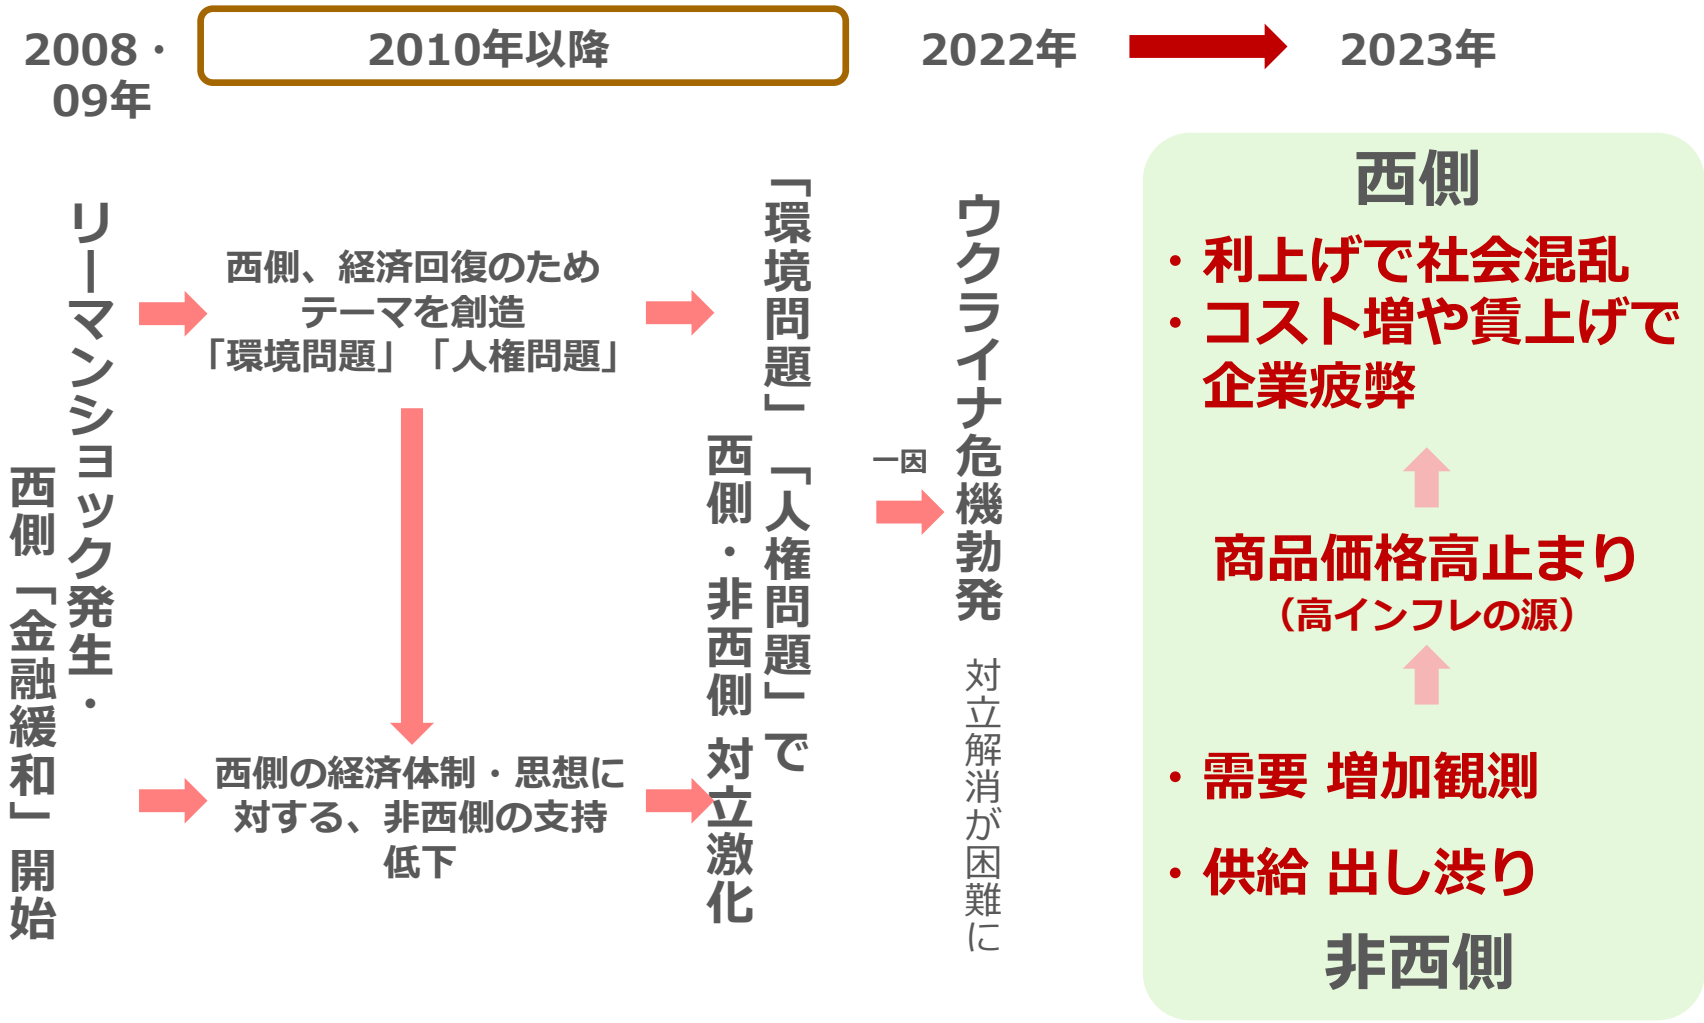 2008・
09年
2010年以降
2022年
2023年
リーマンショック発生・
西側「金融緩和」開始
西側、経済回復のため
テーマを創造
「環境問題」「人権問題」
西側の経済体制・思想に
対する、非西側の支持
低下
「環境問題」「人権問題」で
西側・非西側 対立激化
一因
ウクライナ危機勃発 対立解消が困難に
西側
・利上げで社会混乱
・コスト増や賃上げで
企業疲弊
商品価格高止まり
（高インフレの源）
・需要 増加観測
・供給 出し渋り
非西側